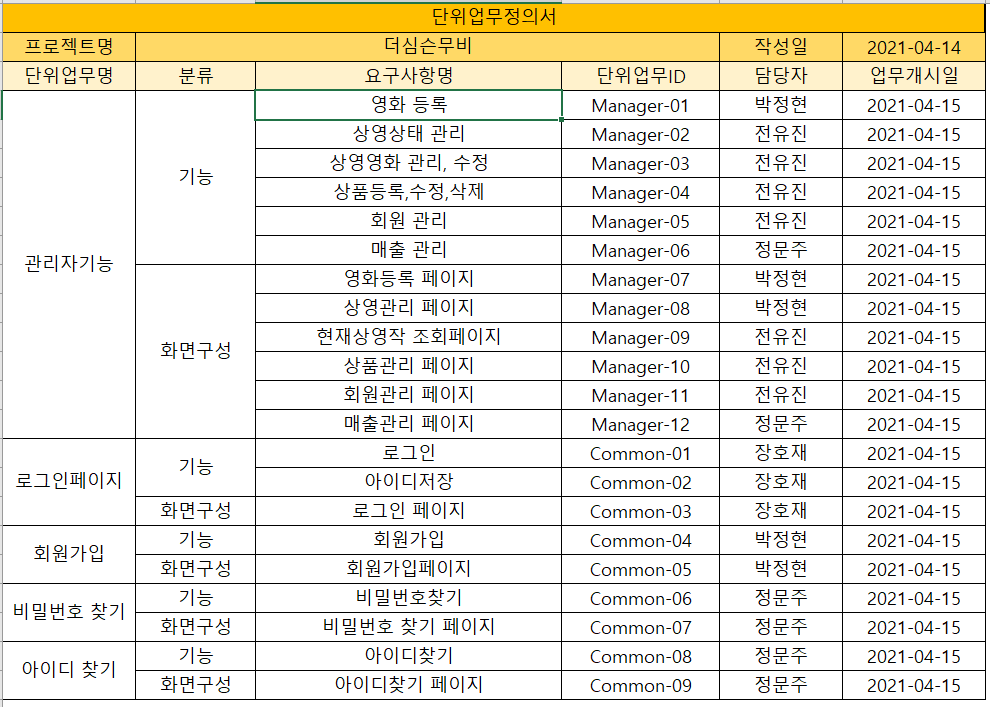 단위업무정의서
프로젝트명 더심슨무비 작성일 2021-04-14
단위업무명 분류 요구사항명 단위업무ID 담당자 업무개시일
관리자기능 기능 영화 등록 Manager-01 박정현 2021-04-15
상영상태 관리 Manager-02 전유진 2021-04-15
상영영화 관리, 수정 Manager-03 전유진 2021-04-15
상품등록,수정,삭제 Manager-04 전유진 2021-04-15
회원 관리 Manager-05 전유진 2021-04-15
매출 관리 Manager-06 정문주 2021-04-15
화면구성 영화등록 페이지 Manager-07 박정현 2021-04-15
상영관리 페이지 Manager-08 박정현 2021-04-15
현재상영작 조회페이지 Manager-09 전유진 2021-04-15
상품관리 페이지 Manager-10 전유진 2021-04-15
회원관리 페이지 Manager-11 전유진 2021-04-15
매출관리 페이지 Manager-12 정문주 2021-04-15
로그인페이지 기능 로그인 Common-01 장호재 2021-04-15
아이디저장 Common-02 장호재 2021-04-15
화면구성 로그인 페이지 Common-03 장호재 2021-04-15
회원가입 기능 회원가입 Common-04 박정현 2021-04-15
화면구성 회원가입페이지 Common-05 박정현 2021-04-15
비밀번호 찾기 기능 비밀번호찾기 Common-06 정문주 2021-04-15
화면구성 비밀번호 찾기 페이지 Common-07 정문주 2021-04-15
아이디 찾기 기능 아이디찾기 Common-08 정문주 2021-04-15
화면구성 아이디찾기 페이지 Common-09 정문주 2021-04-15